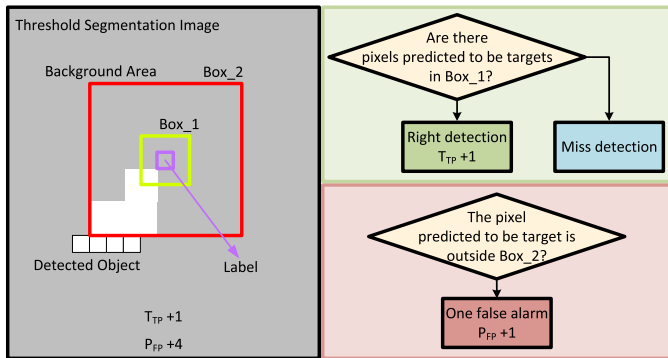 Threshold Segmentation Image
Background Area
Box_2
Box_1
Detected Object
Label
T_TP +1
P_FP +4
Are there
pixels predicted to be targets
in Box_1?
Right detection
T_TP +1
Miss detection
The pixel
predicted to be target is
outside Box_2?
One false alarm
P_FP +1